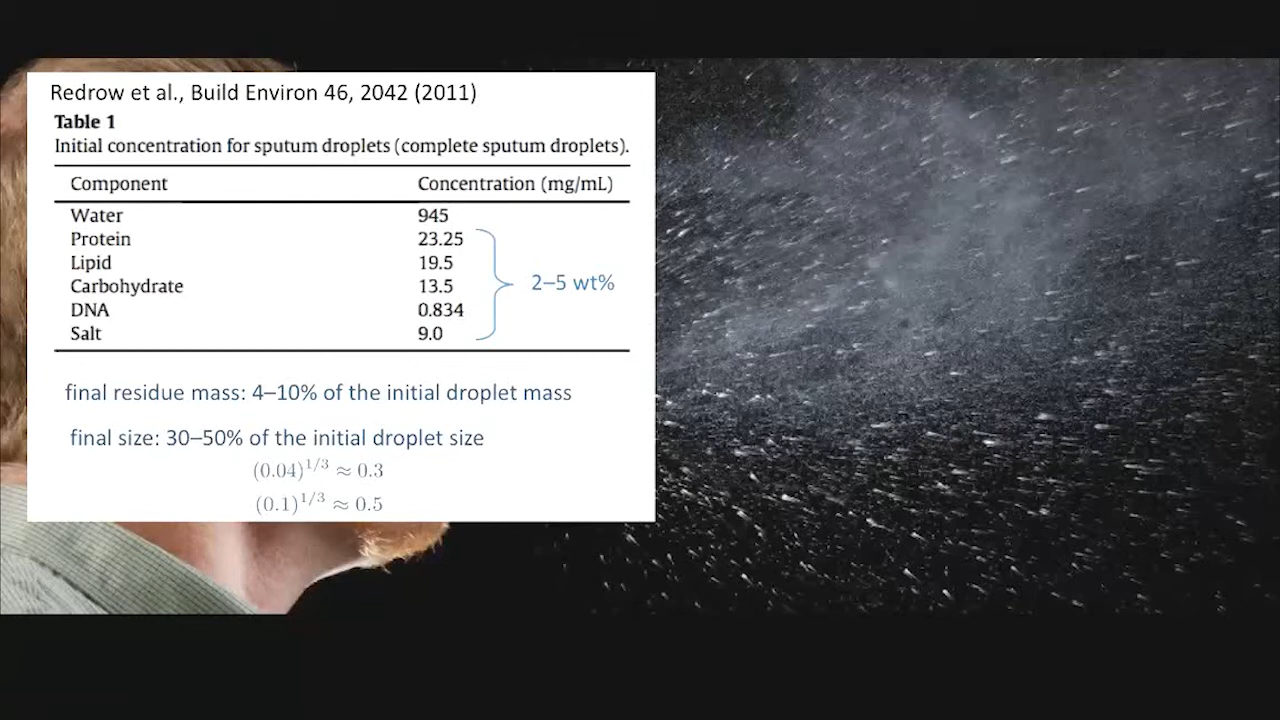 Redrow et al., Build Environ 46, 2042 (2011)
Table 1
Initial concentration for sputum droplets (complete sputum droplets).
Component Concentration (mg/mL)
Water 945
Protein 23.25
Lipid 19.5
Carbohydrate 13.5
DNA 0.834
Salt 9.0
2–5 wt%
final residue mass: 4–10% of the initial droplet mass
final size: 30–50% of the initial droplet size
(0.04)^{1/3} ≈ 0.3
(0.1)^{1/3} ≈ 0.5